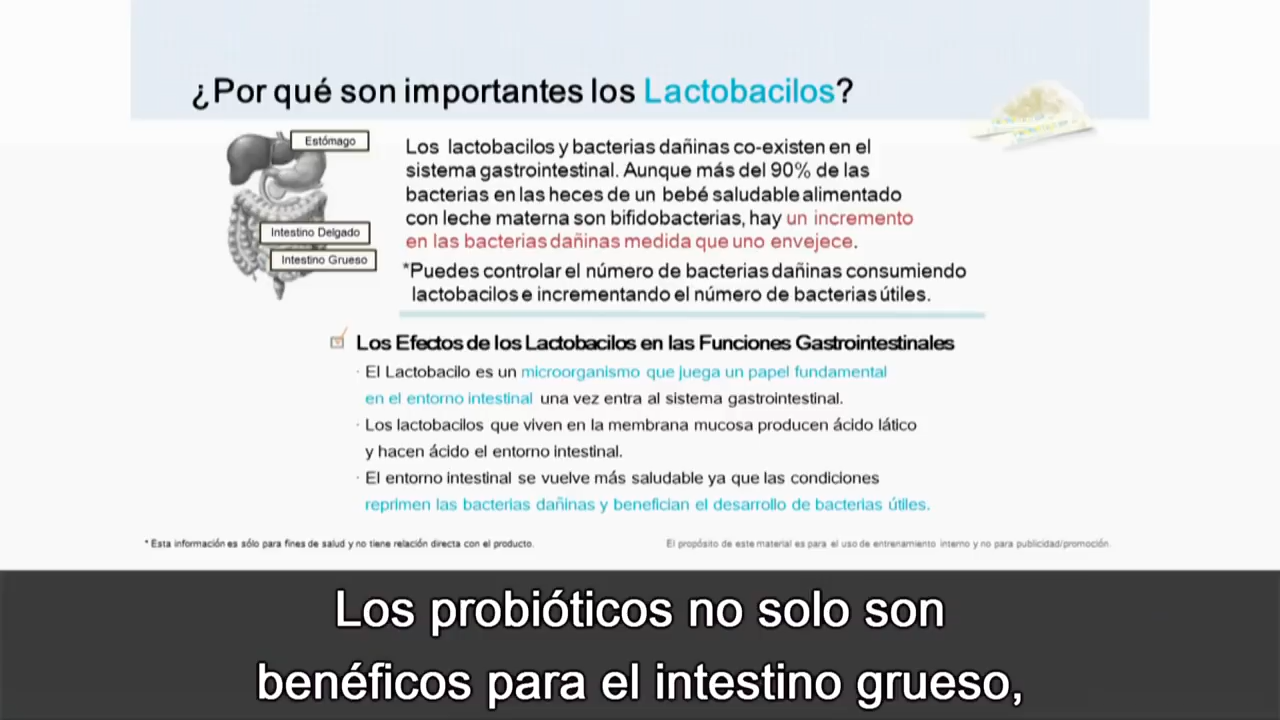 ¿Por qué son importantes los Lactobacilos?
Estómago
Intestino Delgado
Intestino Grueso
Los lactobacilos y bacterias dañinas co-existen en el
sistema gastrointestinal. Aunque más del 90% de las
bacterias en las heces de un bebé saludable alimentado
con leche materna son bifidobacterias, hay un incremento
en las bacterias dañinas medida que uno envejece.
*Puedes controlar el número de bacterias dañinas consumiendo
lactobacilos e incrementando el número de bacterias útiles.
Los Efectos de los Lactobacilos en las Funciones Gastrointestinales
· El Lactobacilo es un microorganismo que juega un papel fundamental
en el entorno intestinal una vez entra al sistema gastrointestinal.
· Los lactobacilos que viven en la membrana mucosa producen ácido lático
y hacen ácido el entorno intestinal.
· El entorno intestinal se vuelve más saludable ya que las condiciones
reprimen las bacterias dañinas y benefician el desarrollo de bacterias útiles.
* Esta información es sólo para fines de salud y no tiene relación directa con el producto.
El propósito de este material es para el uso de entrenamiento interno y no para publicidad/promoción.
Los probióticos no solo son
benéficos para el intestino grueso,